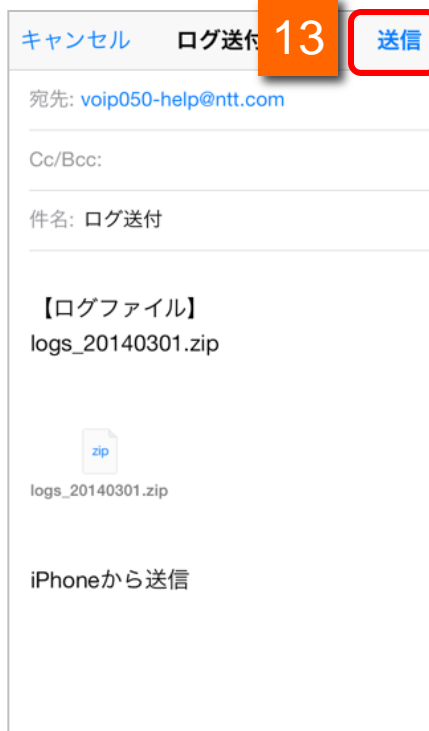 キャンセル ログ送付 13 送信
宛先: voip050-help@ntt.com
Cc/Bcc:
件名: ログ送付
【ログファイル】
logs_20140301.zip
zip
logs_20140301.zip
iPhoneから送信